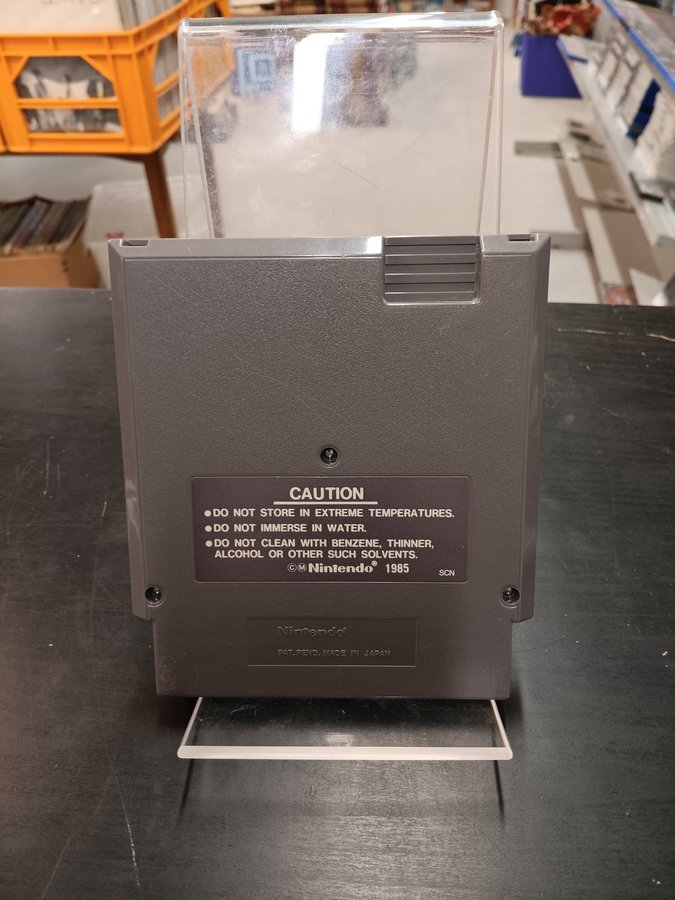 CAUTION
●DO NOT STORE IN EXTREME TEMPERATURES.
●DO NOT IMMERSE IN WATER.
●DO NOT CLEAN WITH BENZENE, THINNER,
ALCOHOL OR OTHER SUCH SOLVENTS.
ⒸⓂ Nintendo® 1985
SCN
Nintendo®
PAT. PEND. MADE IN JAPAN